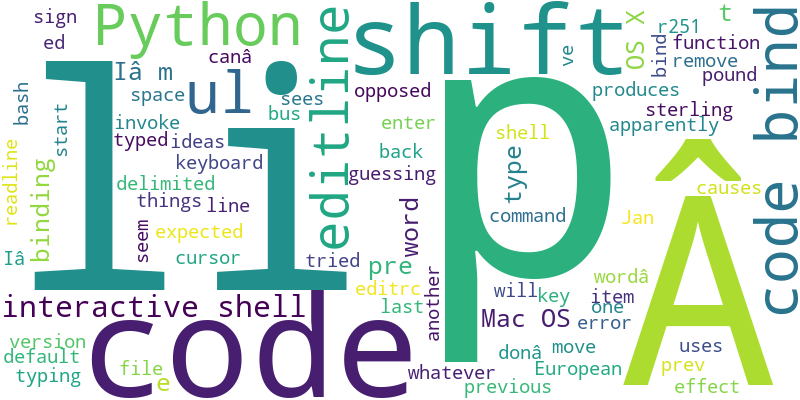 sign
Python
shift
OS X
t
r251
function
ed
canâ
Iâ m
ul
editline
ve
bind
remove
pound
code bind
space
sees
opposed
produces
bash
start
invoke
bus
enter
shell
sterling
apparently
typed
ideas
li
p
Â
keyboard
back
guessing
type
causes
readline
binding
delimited
things
line
word
command
Jan
seem
expected
cursor
tried
Iâ
pre
editrc
will
key
wordâ
item
one
interactive shell
code
last
another
Mac OS
error
version
default
typing
file
e
donâ
move
uses
whatever
previous
European
prev
effect